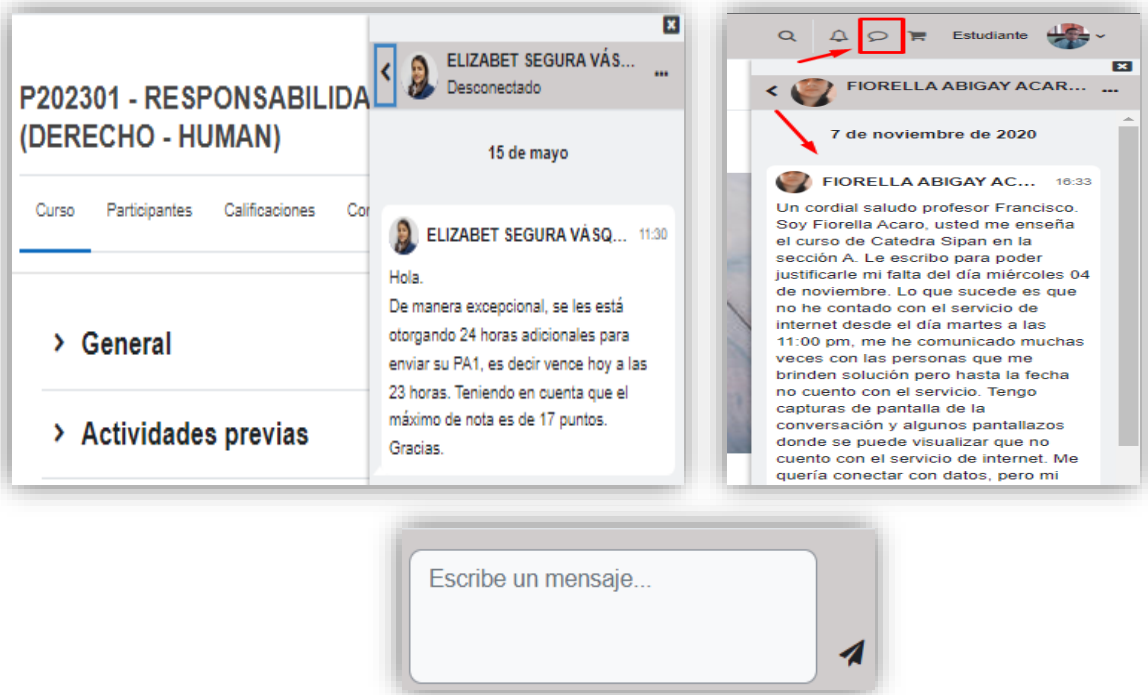 P202301 - RESPONSABILIDA
(DERECHO - HUMAN)
Curso
Participantes
Calificaciones
Cor
General
Actividades previas
ELIZABET SEGURA VÁS...
Desconectado
15 de mayo
ELIZABET SEGURA VÁSQ... 11:30
Hola.
De manera excepcional, se les está
otorgando 24 horas adicionales para
enviar su PA1, es decir vence hoy a las
23 horas. Teniendo en cuenta que el
máximo de nota es de 17 puntos.
Gracias.
Estudiante
FIORELLA ABIGAY ACAR...
7 de noviembre de 2020
FIORELLA ABIGAY AC... 16:33
Un cordial saludo profesor Francisco.
Soy Fiorella Acaro, usted me enseña
el curso de Catedra Sipan en la
sección A. Le escribo para poder
justificarle mi falta del día miércoles 04
de noviembre. Lo que sucede es que
no he contado con el servicio de
internet desde el día martes a las
11:00 pm, me he comunicado muchas
veces con las personas que me
brinden solución pero hasta la fecha
no cuento con el servicio. Tengo
capturas de pantalla de la
conversación y algunos pantallazos
donde se puede visualizar que no
cuento con el servicio de internet. Me
quería conectar con datos, pero mi
Escribe un mensaje...